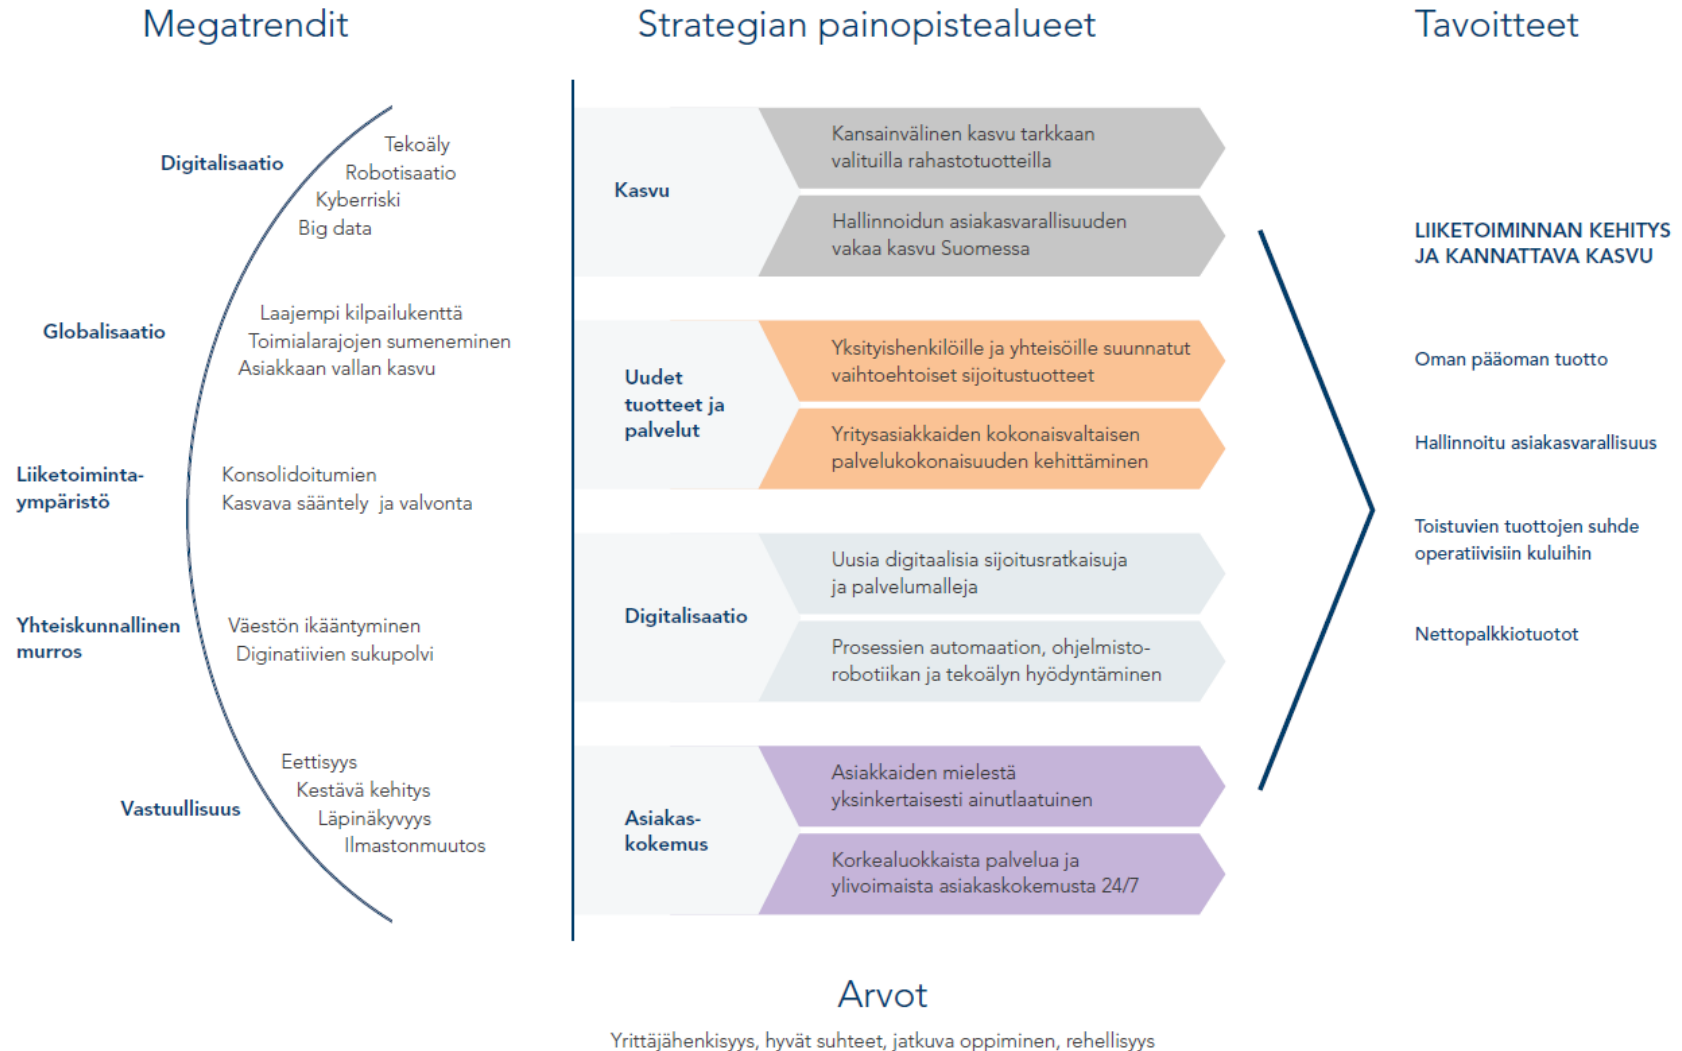 Megatrendit
Digitalisaatio
Tekoäly
Robotisaatio
Kyberriski
Big data
Globalisaatio
Laajempi kilpailukenttä
Toimialarajojen sumeneminen
Asiakkaan vallan kasvu
Liiketoiminta-
ympäristö
Konsolidoitumien
Kasvava sääntely ja valvonta
Yhteiskunnallinen
murros
Väestön ikääntyminen
Diginatiivien sukupolvi
Vastuullisuus
Eettisyys
Kestävä kehitys
Läpinäkyvyys
Ilmastonmuutos
Strategian painopistealueet
Kasvu
Kansainvälinen kasvu tarkkaan
valituilla rahastotuotteilla
Hallinnoidun asiakasvarallisuuden
vakaa kasvu Suomessa
Uudet
tuotteet ja
palvelut
Yksityishenkilöille ja yhteisöille suunnatut
vaihtoehtoiset sijoitustuotteet
Yritysasiakkaiden kokonaisvaltaisen
palvelukokonaisuuden kehittäminen
Digitalisaatio
Uusia digitaalisia sijoitusratkaisuja
ja palvelumalleja
Prosessien automaation, ohjelmisto-
robotiikan ja tekoälyn hyödyntäminen
Asiakas-
kokemus
Asiakkaiden mielestä
yksinkertaisesti ainutlaatuinen
Korkealuokkaista palvelua ja
ylivoimaista asiakaskokemusta 24/7
Tavoitteet
LIIKETOIMINNAN KEHITYS
JA KANNATTAVA KASVU
Oman pääoman tuotto
Hallinnoitu asiakasvarallisuus
Toistuvien tuottojen suhde
operatiivisiin kuluihin
Nettopalkkiotuotot
Arvot
Yrittäjähenkisyys, hyvät suhteet, jatkuva oppiminen, rehellisyys